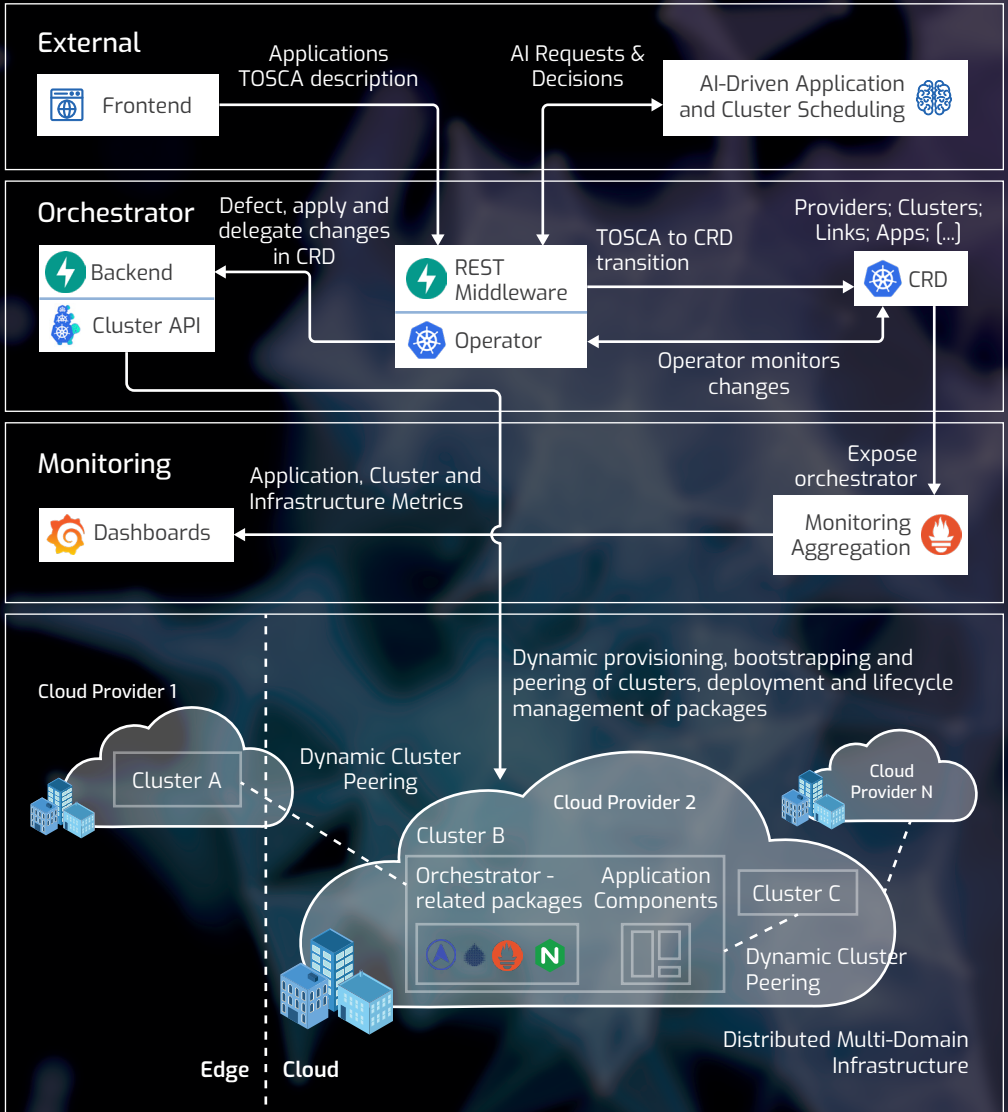 External
Applications
TOSCA description
AI Requests &
Decisions
Frontend
AI-Driven Application
and Cluster Scheduling
Orchestrator
Defect, apply and
delegate changes
in CRD
Providers; Clusters;
Links; Apps; [...]
TOSCA to CRD
transition
Backend
Cluster API
REST
Middleware
Operator
CRD
Operator monitors
changes
Monitoring
Application, Cluster and
Infrastructure Metrics
Expose
orchestrator
Dashboards
Monitoring
Aggregation
Dynamic provisioning, bootstrapping and
peering of clusters, deployment and lifecycle
management of packages
Cloud Provider 1
Cluster A
Dynamic Cluster
Peering
Cloud Provider 2
Cloud
Provider N
Cluster B
Orchestrator -
related packages
Application
Components
Cluster C
N
Dynamic Cluster
Peering
Distributed Multi-Domain
Infrastructure
Edge
Cloud